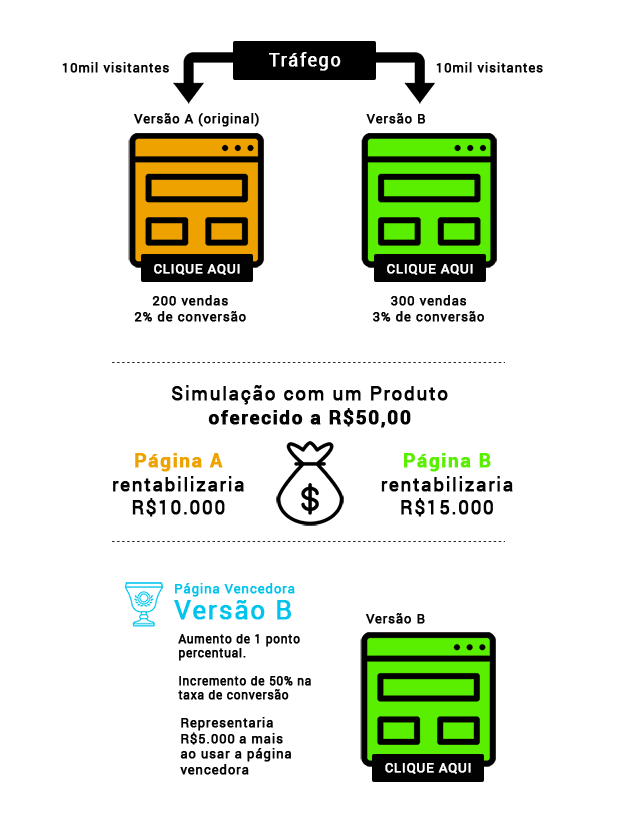 Tráfego
10mil visitantes
10mil visitantes
Versão A (original)
Versão B
CLIQUE AQUI
CLIQUE AQUI
200 vendas
2% de conversão
300 vendas
3% de conversão
Simulação com um Produto
oferecido a R$50,00
Página A
rentabilizaria
R$10.000
$
Página B
rentabilizaria
R$15.000
Página Vencedora
Versão B
Aumento de 1 ponto
percentual.
Incremento de 50% na
taxa de conversão
Representaria
R$5.000 a mais
ao usar a página
vencedora
Versão B
CLIQUE AQUI